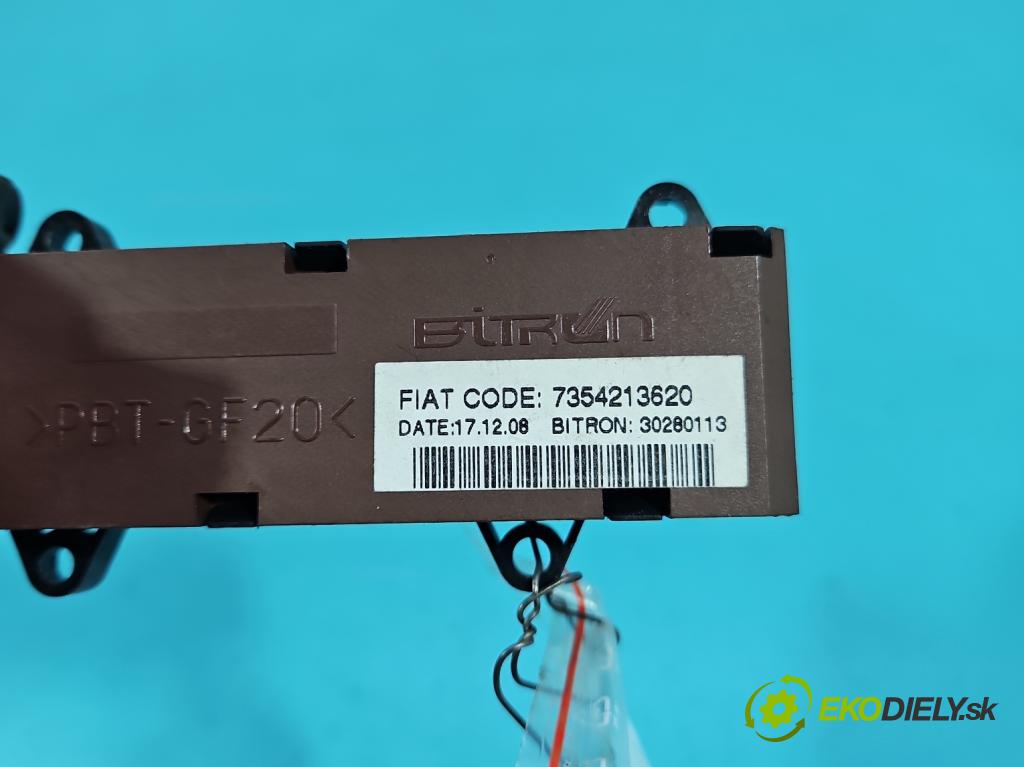 BITRON
FIAT CODE: 7354213620
DATE:17.12.08 BITRON: 30280113
>PBT-GF20<
EKODIELY.sk